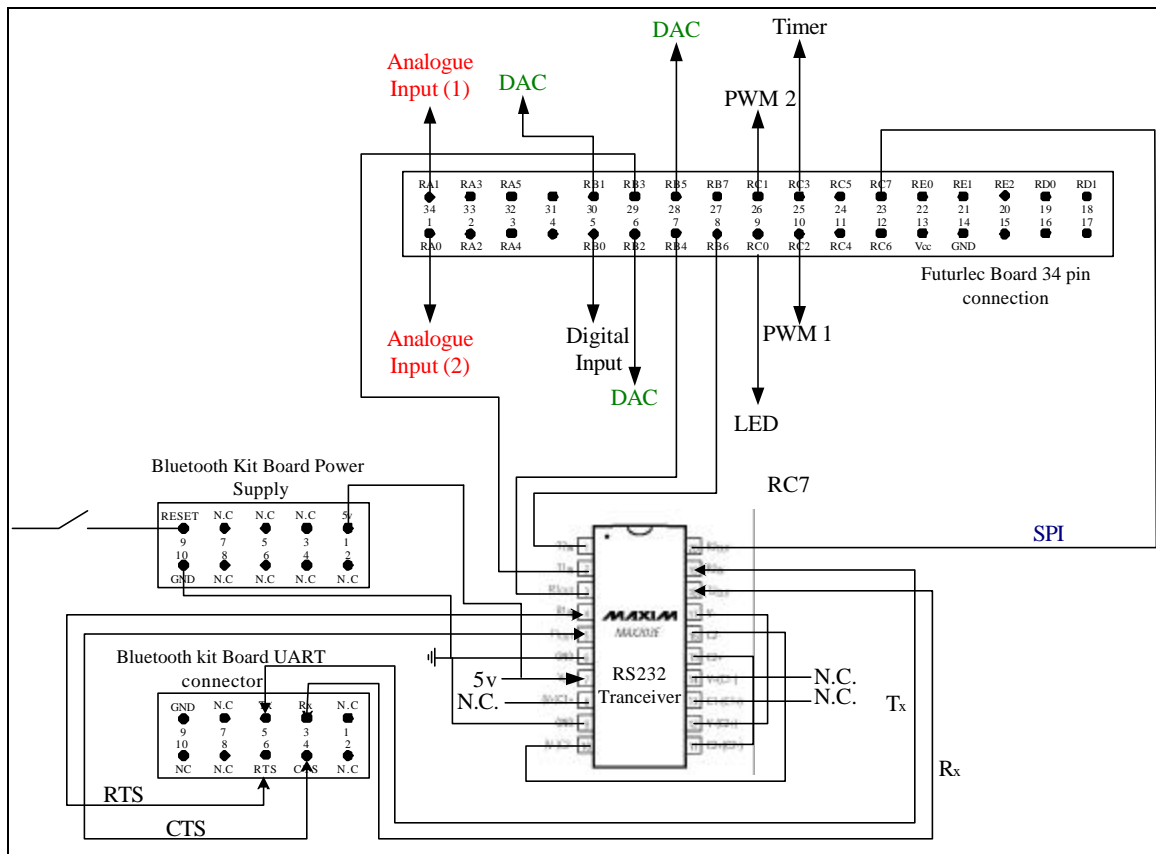 DAC
Timer
Analogue
Input (1)
DAC
PWM 2
RA1 RA3 RA5 RB1 RB3 RB5 RB7 RC1 RC3 RC5 RC7 RE0 RE1 RE2 RD0 RD1
34 33 32 31 30 29 28 27 26 25 24 23 22 21 20 19 18
1 2 3 4 5 6 7 8 9 10 11 12 13 14 15 16 17
RA0 RA2 RA4 RB0 RB2 RB4 RB6 RC0 RC2 RC4 RC6 Vcc GND
Futurlec Board 34 pin
connection
Analogue
Input (2)
Digital
Input
PWM 1
DAC
LED
Bluetooth Kit Board Power
Supply
RESET N.C N.C N.C 5v
9 7 5 3 1
10 8 6 4 2
GND N.C N.C N.C N.C
RC7
SPI
MAXIM
MAX202E
RS232
Tranceiver
Bluetooth kit Board UART
connector
GND N.C Tx Rx N.C
9 7 5 3 1
10 8 6 4 2
NC N.C RTS CTS N.C
5v
N.C.
N.C.
N.C.
Tx
Rx
RTS
CTS